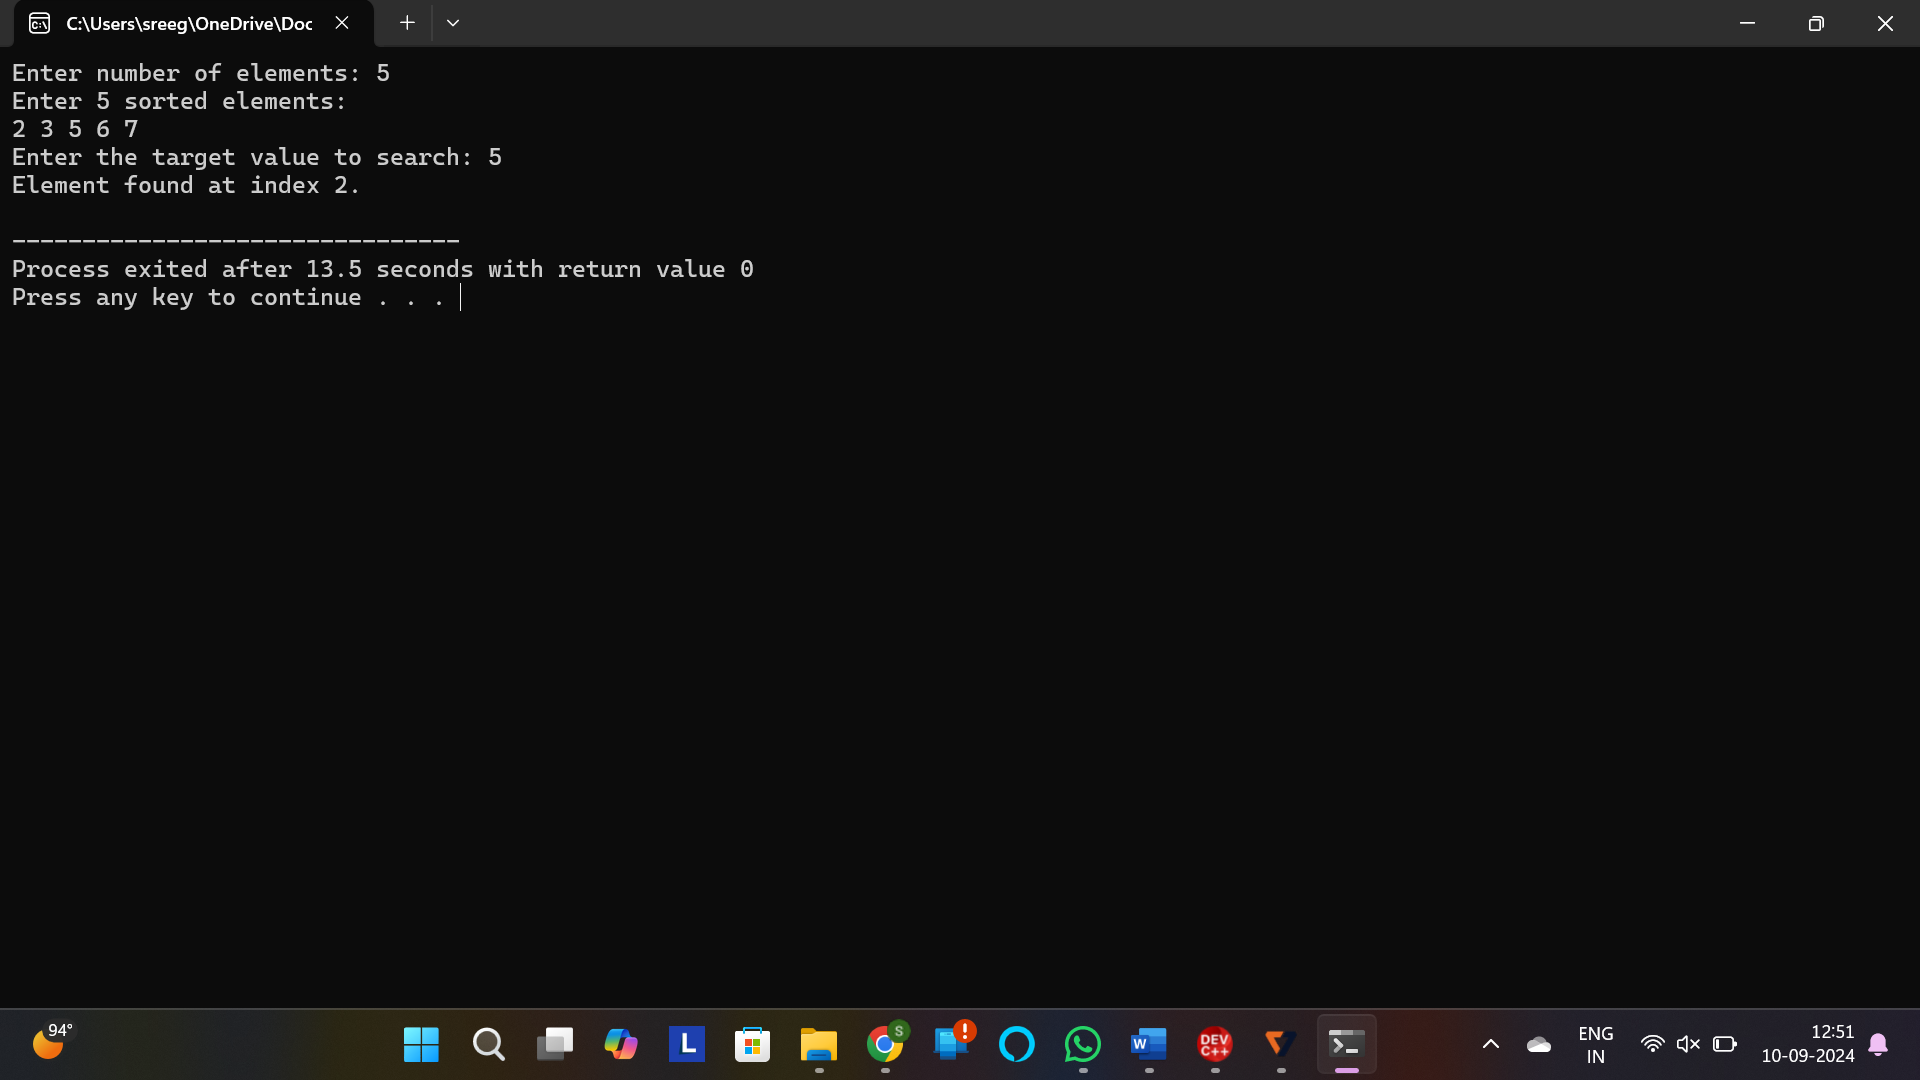 C:\Users\sreeg\OneDrive\Doc
Enter number of elements: 5
Enter 5 sorted elements:
2 3 5 6 7
Enter the target value to search: 5
Element found at index 2.
--------------------------------
Process exited after 13.5 seconds with return value 0
Press any key to continue . . .
94°
L
S
W
DEV
C++
ENG
IN
12:51
10-09-2024